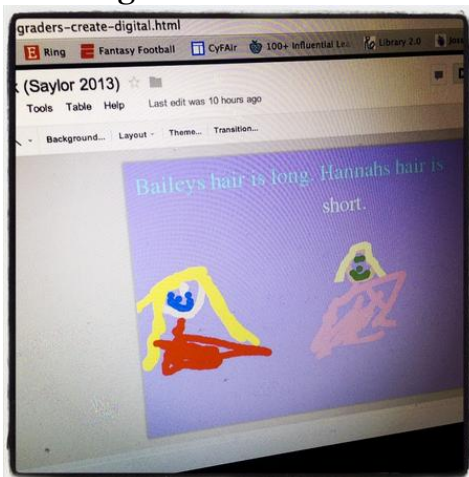 graders-create-digital.html
Ring Fantasy Football CyFAir 100+ Influential Library 2.0
(Saylor 2013)
Tools Table Help Last edit was 10 hours ago
Background... Layout Theme... Transition...
Baileys hair is long. Hannahs hair is
short.